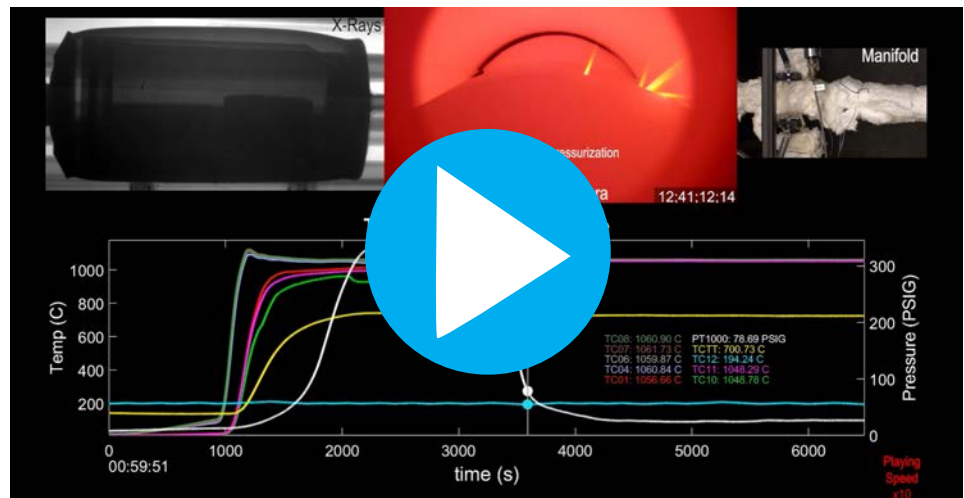 X-Rays
Manifold
ressurization
ra
12:41:12:14
T
1000
800
600
400
200
Temp (C)
300
200
100
0
Pressure (PSIG)
TC08: 1060.90 C PT1000: 78.69 PSIG
TC07: 1061.73 C TCTT: 700.73 C
TC06: 1059.87 C TC12: 194.24 C
TC04: 1060.84 C TC11: 1048.29 C
TC01: 1056.66 C TC10: 1048.78 C
0 1000 2000 3000 4000 5000 6000
00:59:51
time (s)
Playing
Speed
x10